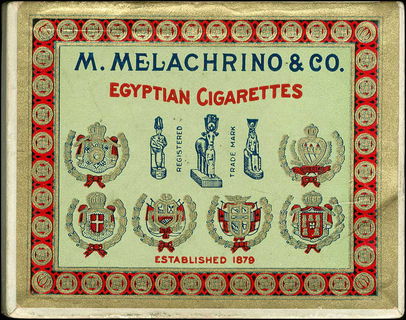 M. MELACHRINO & CO.
EGYPTIAN CIGARETTES
REGISTERED
TRADE MARK
ESTABLISHED 1879